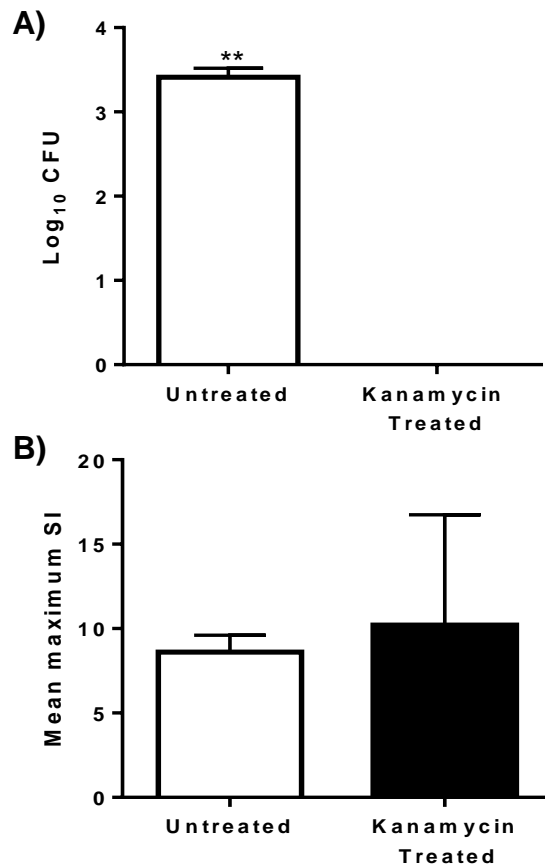 A)
4
3
2
1
0
Log10 CFU
**
Untreated
Kanamycin
Treated
B)
20
15
10
5
0
Mean maximum SI
Untreated
Kanamycin
Treated